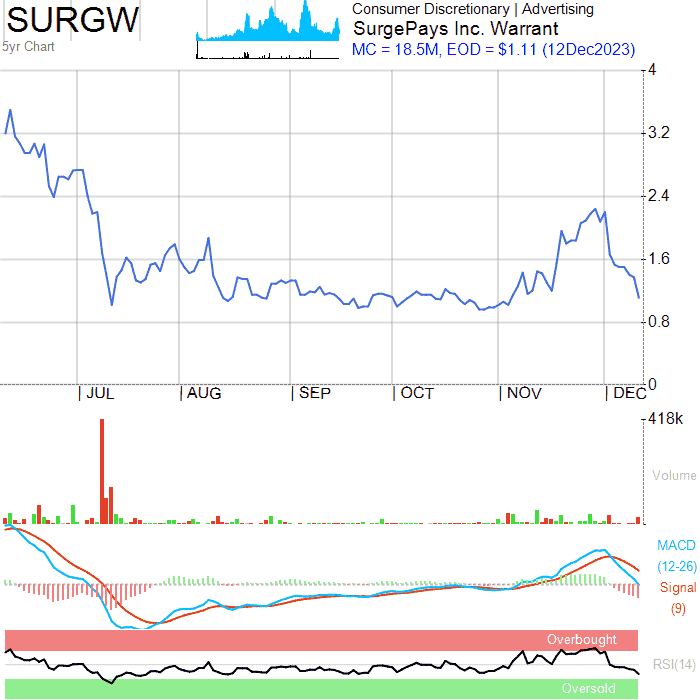 SURGW
5yr Chart
Consumer Discretionary | Advertising
SurgePays Inc. Warrant
MC = 18.5M, EOD = $1.11 (12Dec2023)
4
3.2
2.4
1.6
0.8
0
| JUL | AUG | SEP | OCT | NOV | DEC
418k
Volume
MACD
(12-26)
Signal
(9)
Overbought
RSI(14)
Oversold